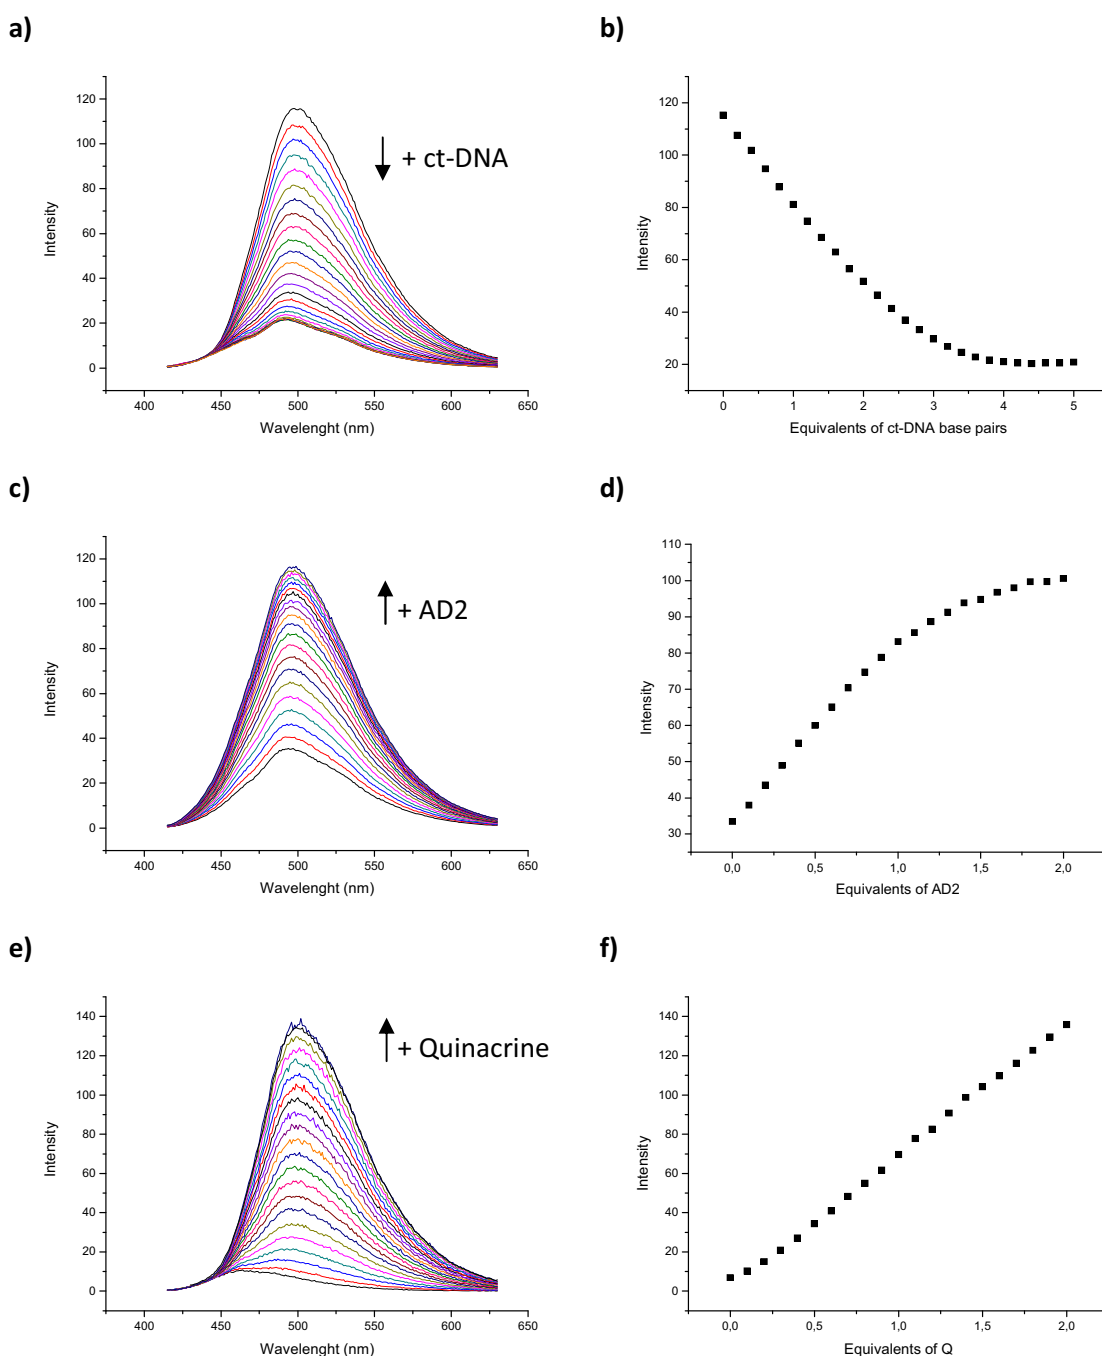 a)
120
100
80
60
40
20
0
Intensity
+ ct-DNA
400 450 500 550 600 650
Wavelenght (nm)
b)
120
100
80
60
40
20
Intensity
0 1 2 3 4 5
Equivalents of ct-DNA base pairs
c)
120
100
80
60
40
20
0
Intensity
+ AD2
400 450 500 550 600 650
Wavelenght (nm)
d)
110
100
90
80
70
60
50
40
30
Intensity
0,0 0,5 1,0 1,5 2,0
Equivalents of AD2
e)
140
120
100
80
60
40
20
0
Intensity
+ Quinacrine
400 450 500 550 600 650
Wavelenght (nm)
f)
140
120
100
80
60
40
20
0
Intensity
0,0 0,5 1,0 1,5 2,0
Equivalents of Q